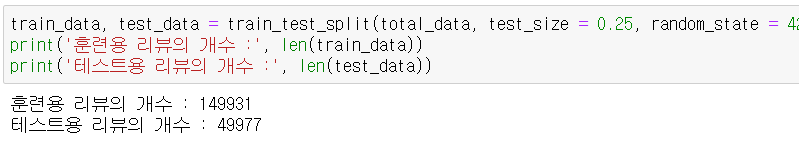 train_data, test_data = train_test_split(total_data, test_size = 0.25, random_state = 42
print('훈련용 리뷰의 개수 :', len(train_data))
print('테스트용 리뷰의 개수 :', len(test_data))
훈련용 리뷰의 개수 : 149931
테스트용 리뷰의 개수 : 49977